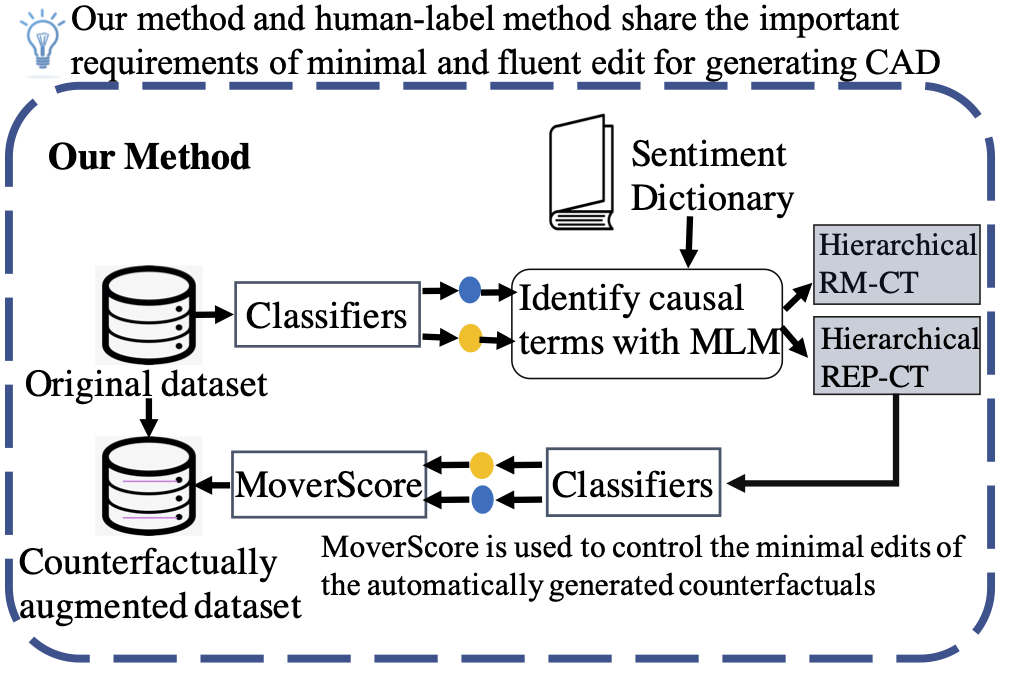 Our method and human-label method share the important
requirements of minimal and fluent edit for generating CAD
Our Method
Sentiment
Dictionary
Hierarchical
RM-CT
Classifiers
Identify causal
terms with MLM
Hierarchical
REP-CT
Original dataset
MoverScore
Classifiers
Counterfactually
augmented dataset
MoverScore is used to control the minimal edits of
the automatically generated counterfactuals